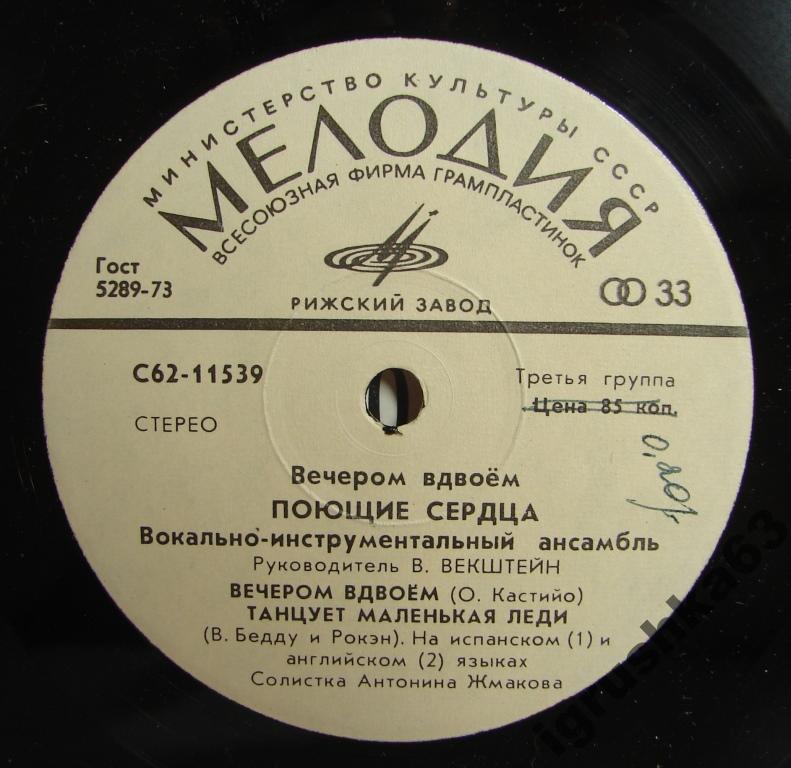 МИНИСТЕРСТВО КУЛЬТУРЫ СССР
МЕЛОДИЯ
ВСЕСОЮЗНАЯ ФИРМА ГРАМПЛАСТИНОК
Гост
5289-73
РИЖСКИЙ ЗАВОД
33
С62-11539
СТЕРЕО
Третья группа
Цена 85 коп.
Вечером вдвоём
ПОЮЩИЕ СЕРДЦА
Вокально-инструментальный ансамбль
Руководитель В. ВЕКШТЕЙН
ВЕЧЕРОМ ВДВОЁМ (О. Кастийо)
ТАНЦУЕТ МАЛЕНЬКАЯ ЛЕДИ
(В. Бедду и Рокэн). На испанском (1) и
английском (2) языках
Солистка Антонина Жмакова
igrushka63